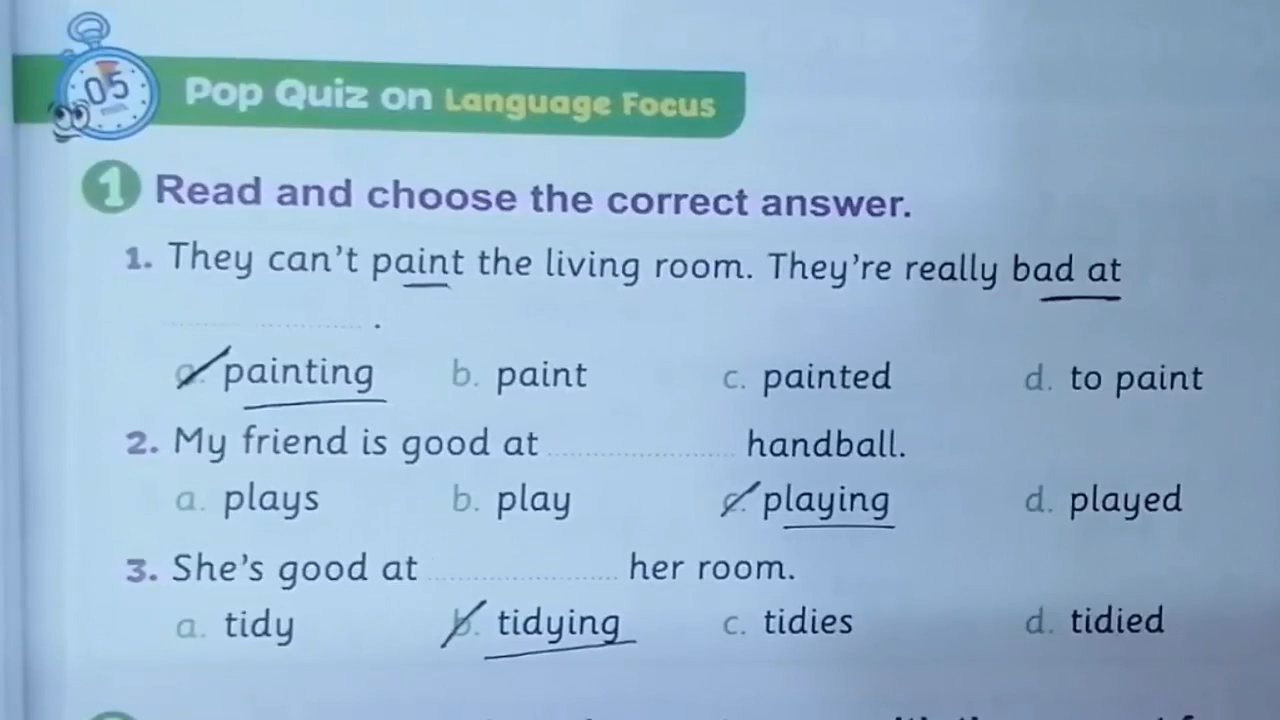 05
Pop Quiz on Language Focus
1 Read and choose the correct answer.
1. They can't paint the living room. They're really bad at
.
a. painting b. paint c. painted d. to paint
2. My friend is good at handball.
a. plays b. play c. playing d. played
3. She's good at her room.
a. tidy b. tidying c. tidies d. tidied